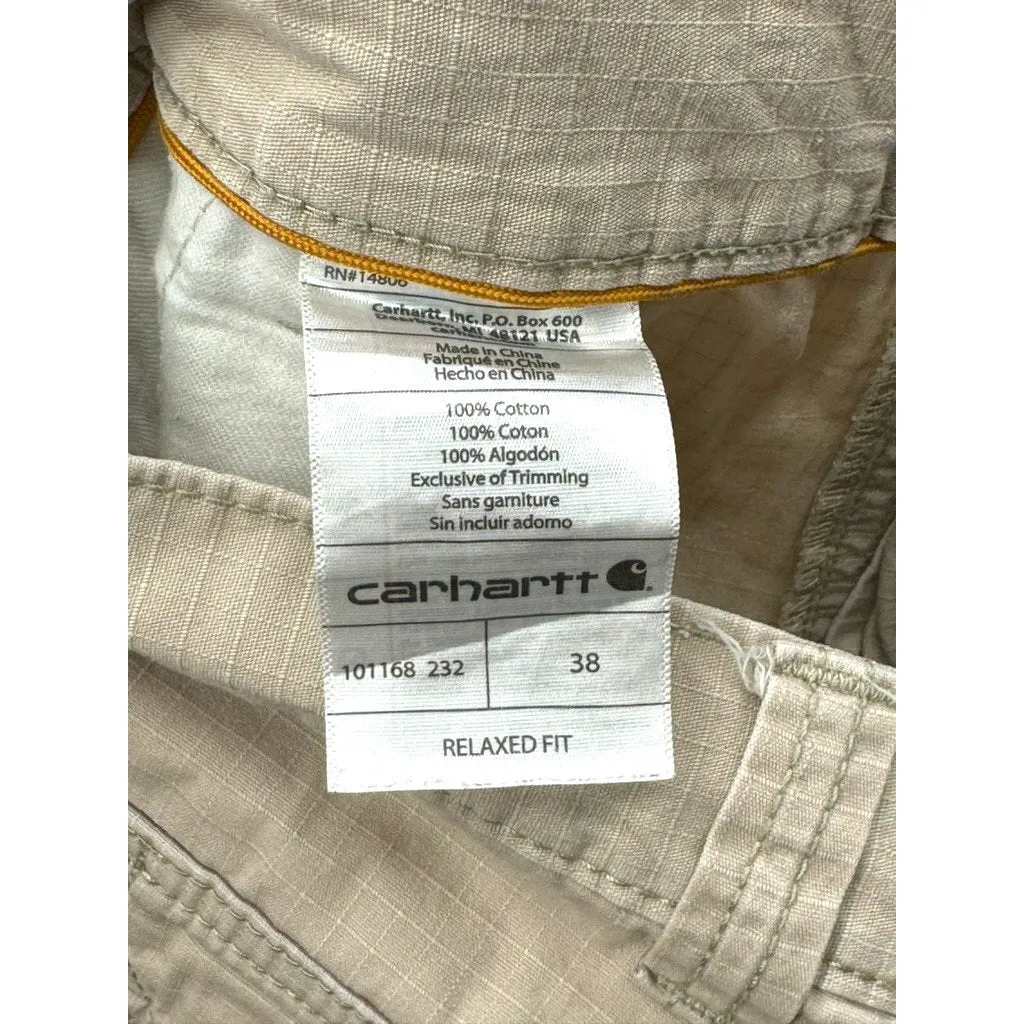 RN#14806
Carhartt, Inc. P.O. Box 600
Dearborn, MI 48121 USA
Made in China
Fabriqué en Chine
Hecho en China
100% Cotton
100% Coton
100% Algodón
Exclusive of Trimming
Sans garniture
Sin incluir adorno
carhartt
101168 232
38
RELAXED FIT